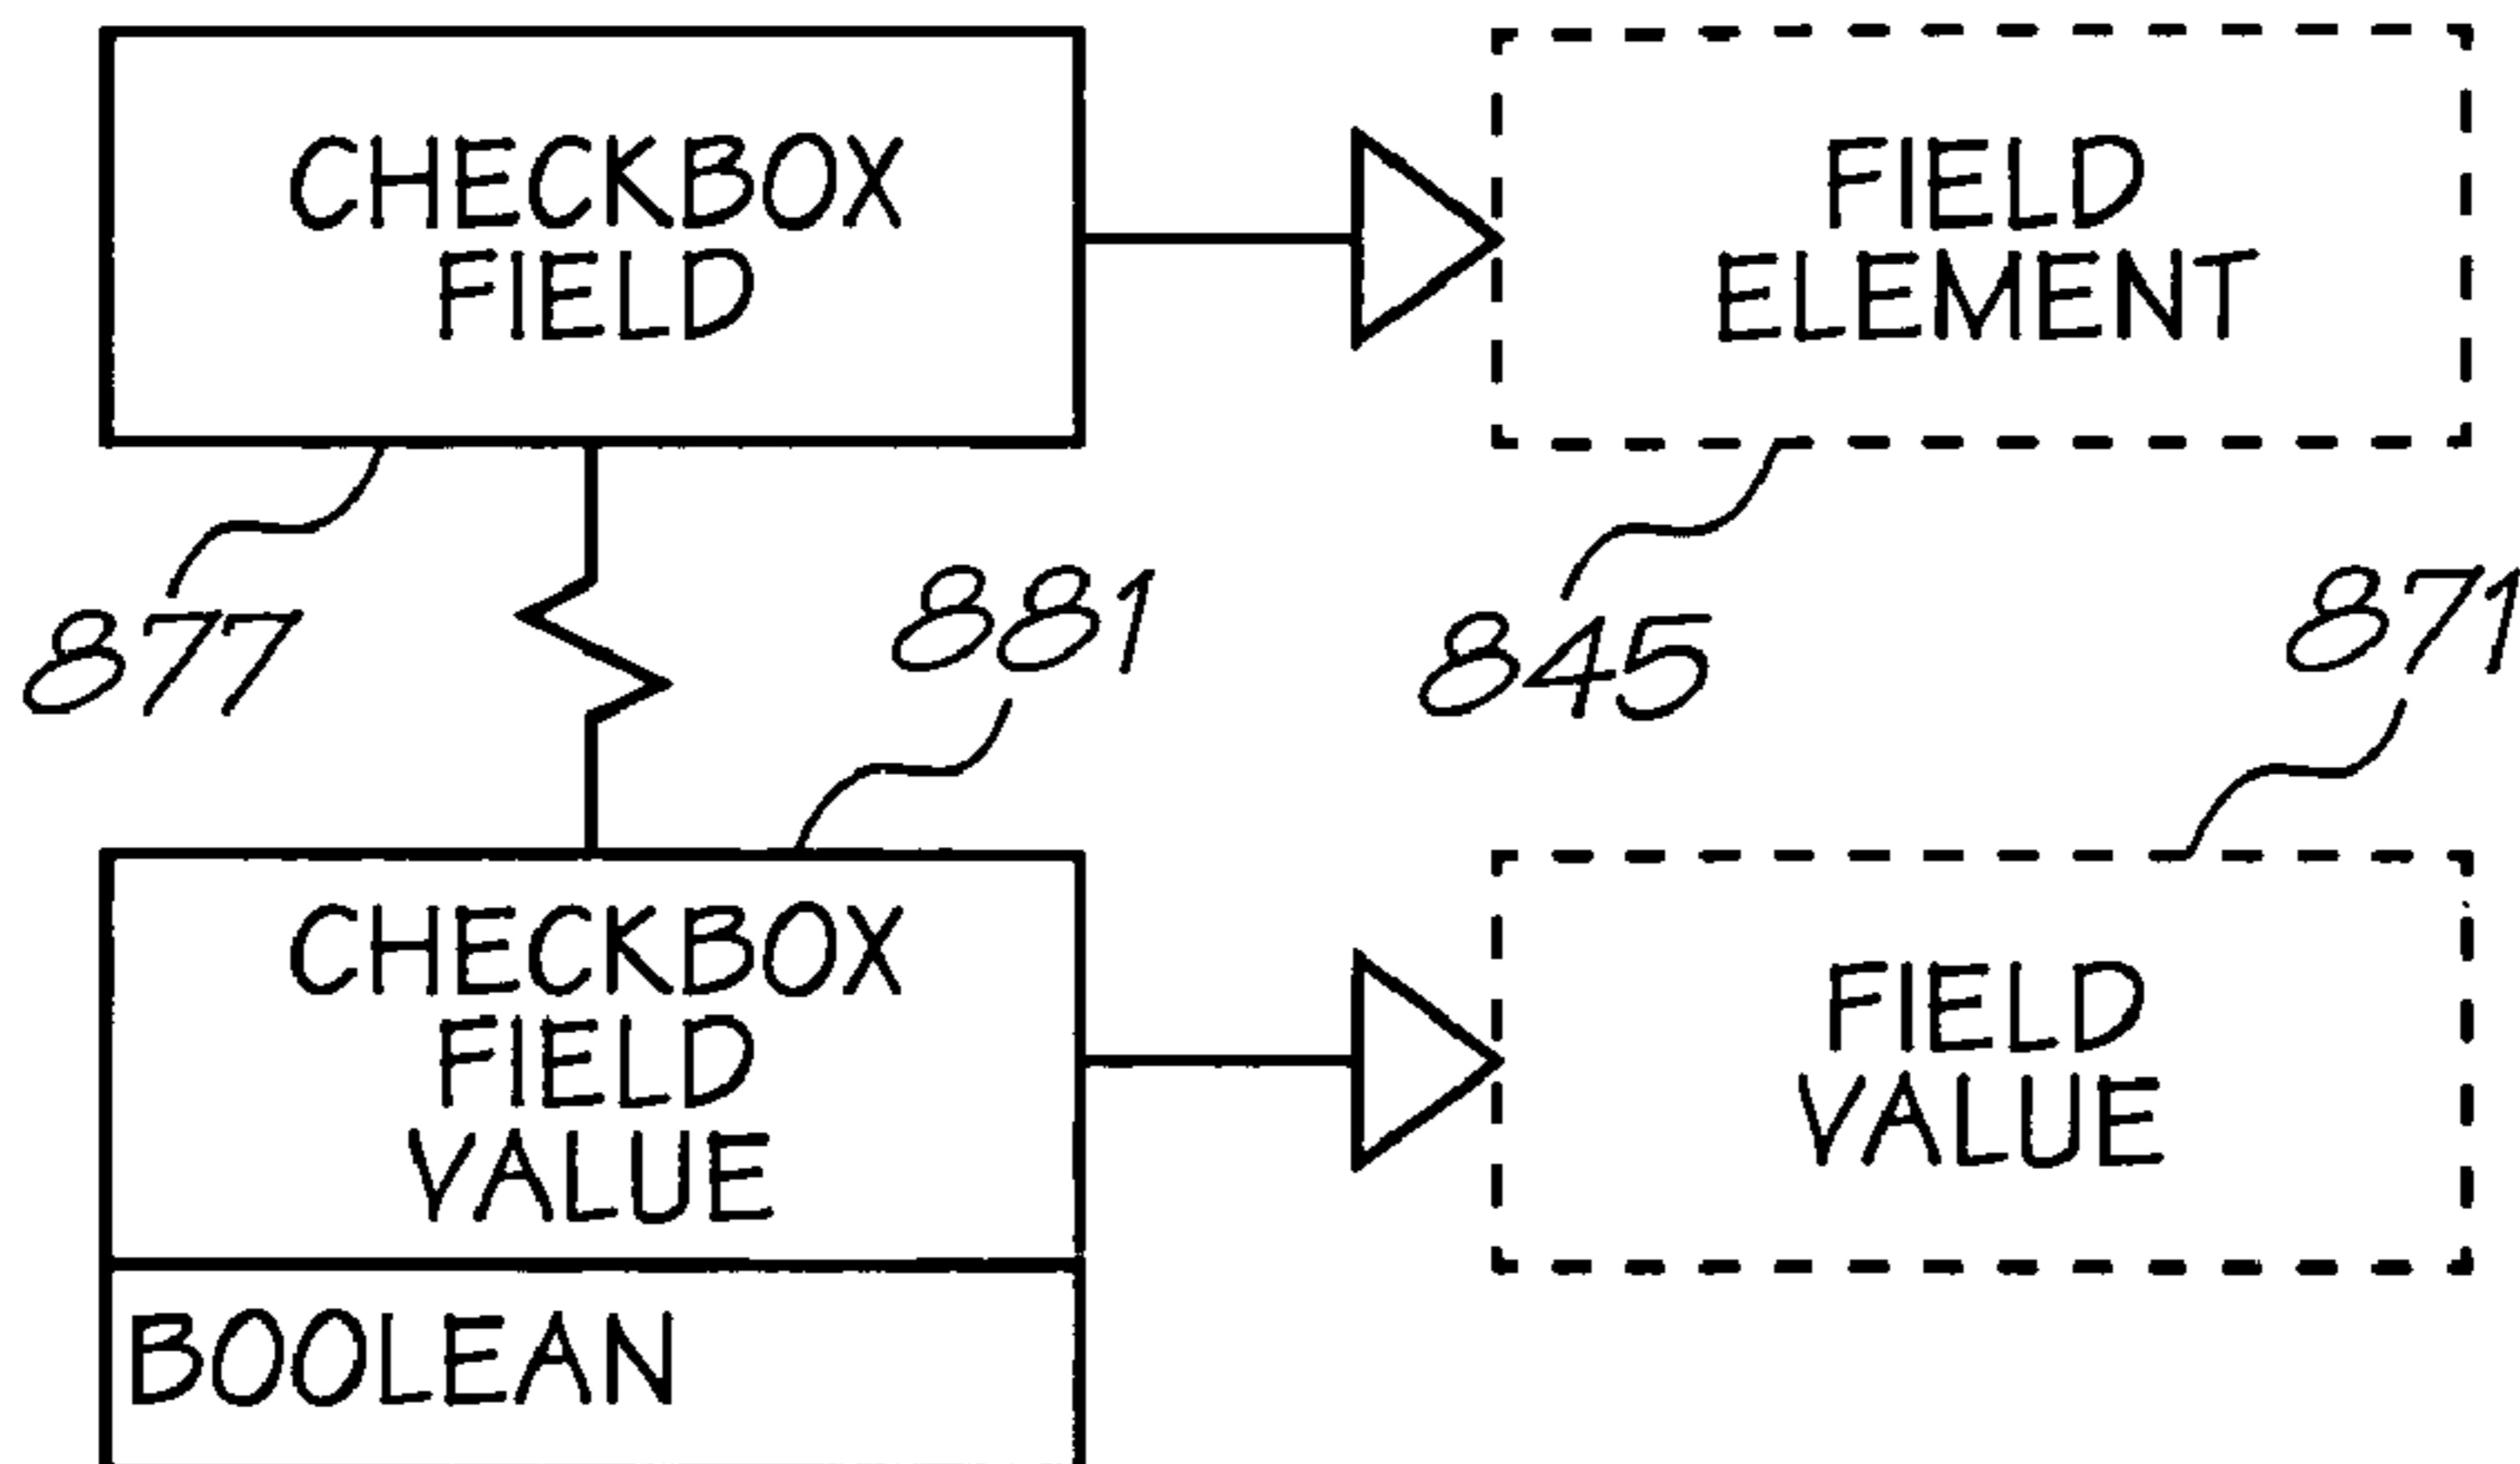 CHECKBOX
FIELD
FIELD
ELEMENT
877
881
845
871
CHECKBOX
FIELD
VALUE
FIELD
VALUE
BOOLEAN